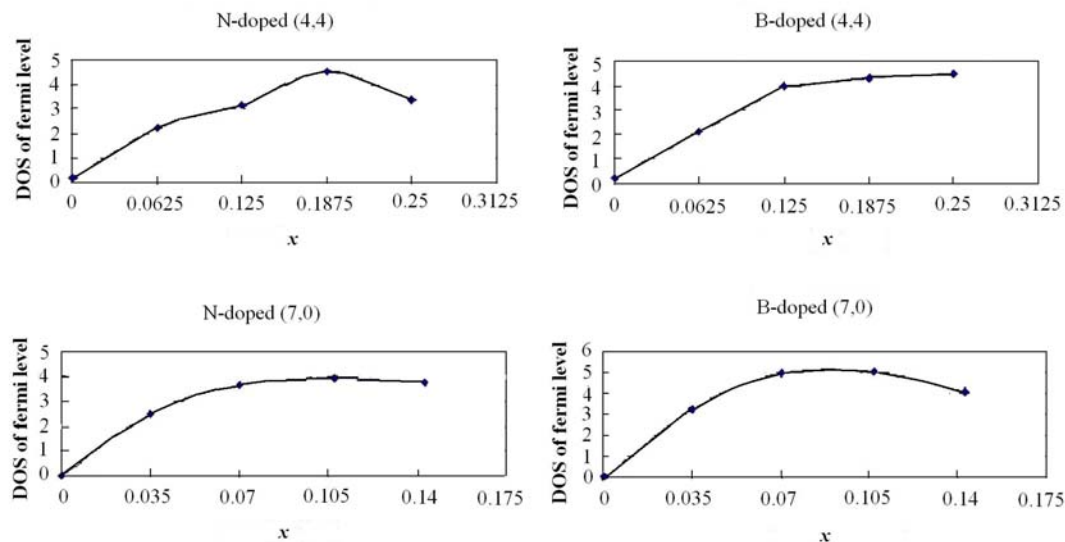 N-doped (4,4)
DOS of fermi level
5
4
3
2
1
0
0 0.0625 0.125 0.1875 0.25 0.3125
x
B-doped (4,4)
DOS of fermi level
5
4
3
2
1
0
0 0.0625 0.125 0.1875 0.25 0.3125
x
N-doped (7,0)
DOS of fermi level
5
4
3
2
1
0
0 0.035 0.07 0.105 0.14 0.175
x
B-doped (7,0)
DOS of fermi level
6
5
4
3
2
1
0
0 0.035 0.07 0.105 0.14 0.175
x